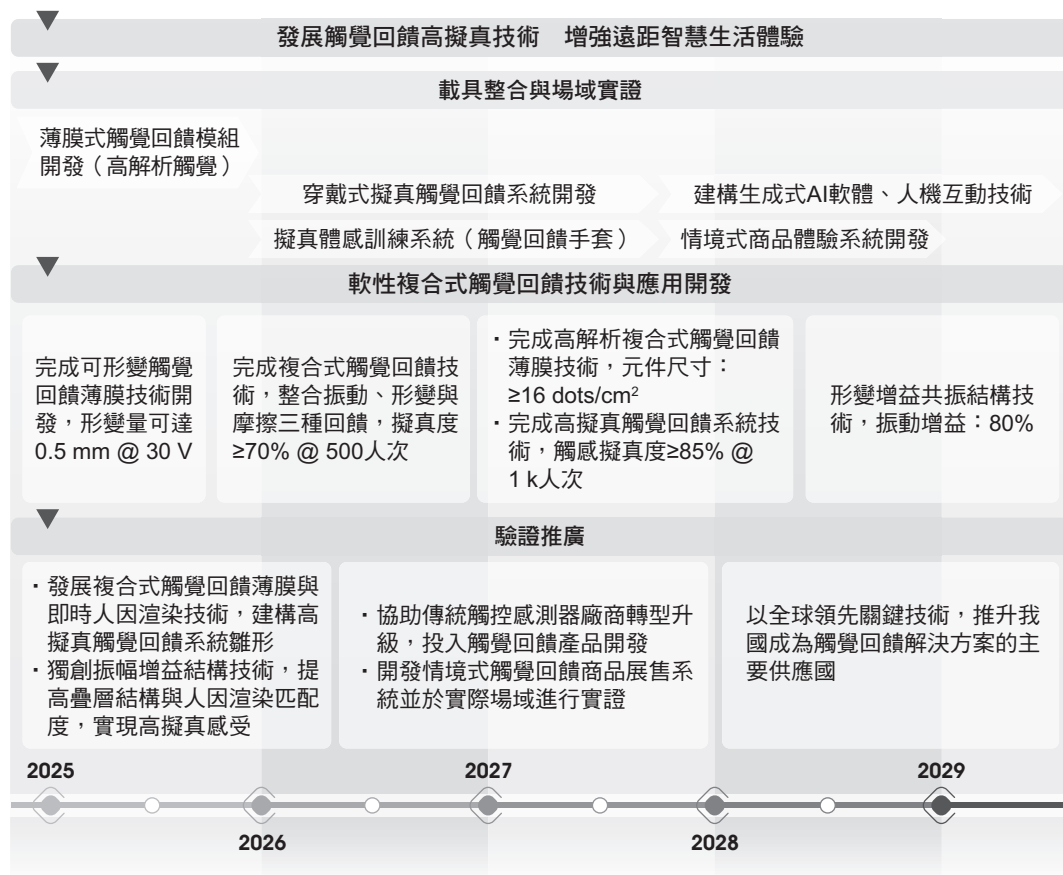 發展觸覺回饋高擬真技術　增強遠距智慧生活體驗
載具整合與場域實證
薄膜式觸覺回饋模組
開發（高解析觸覺）
穿戴式擬真觸覺回饋系統開發
建構生成式AI軟體、人機互動技術
擬真體感訓練系統（觸覺回饋手套）
情境式商品體驗系統開發
軟性複合式觸覺回饋技術與應用開發
完成可形變觸覺
回饋薄膜技術開
發，形變量可達
0.5 mm @ 30 V
完成複合式觸覺回饋技
術，整合振動、形變與
摩擦三種回饋，擬真度
≥70% @ 500人次
・完成高解析複合式觸覺回饋
薄膜技術，元件尺寸：
≥16 dots/cm²
・完成高擬真觸覺回饋系統技
術，觸感擬真度≥85% @
1 k人次
形變增益共振結構技
術，振動增益：80%
驗證推廣
・發展複合式觸覺回饋薄膜與
即時人因渲染技術，建構高
擬真觸覺回饋系統雛形
・獨創振幅增益結構技術，提
高疊層結構與人因渲染匹配
度，實現高擬真感受
・協助傳統觸控感測器廠商轉型升
級，投入觸覺回饋產品開發
・開發情境式觸覺回饋商品展售系
統並於實際場域進行實證
以全球領先關鍵技術，推升我
國成為觸覺回饋解決方案的主
要供應國
2025
2027
2029
2026
2028